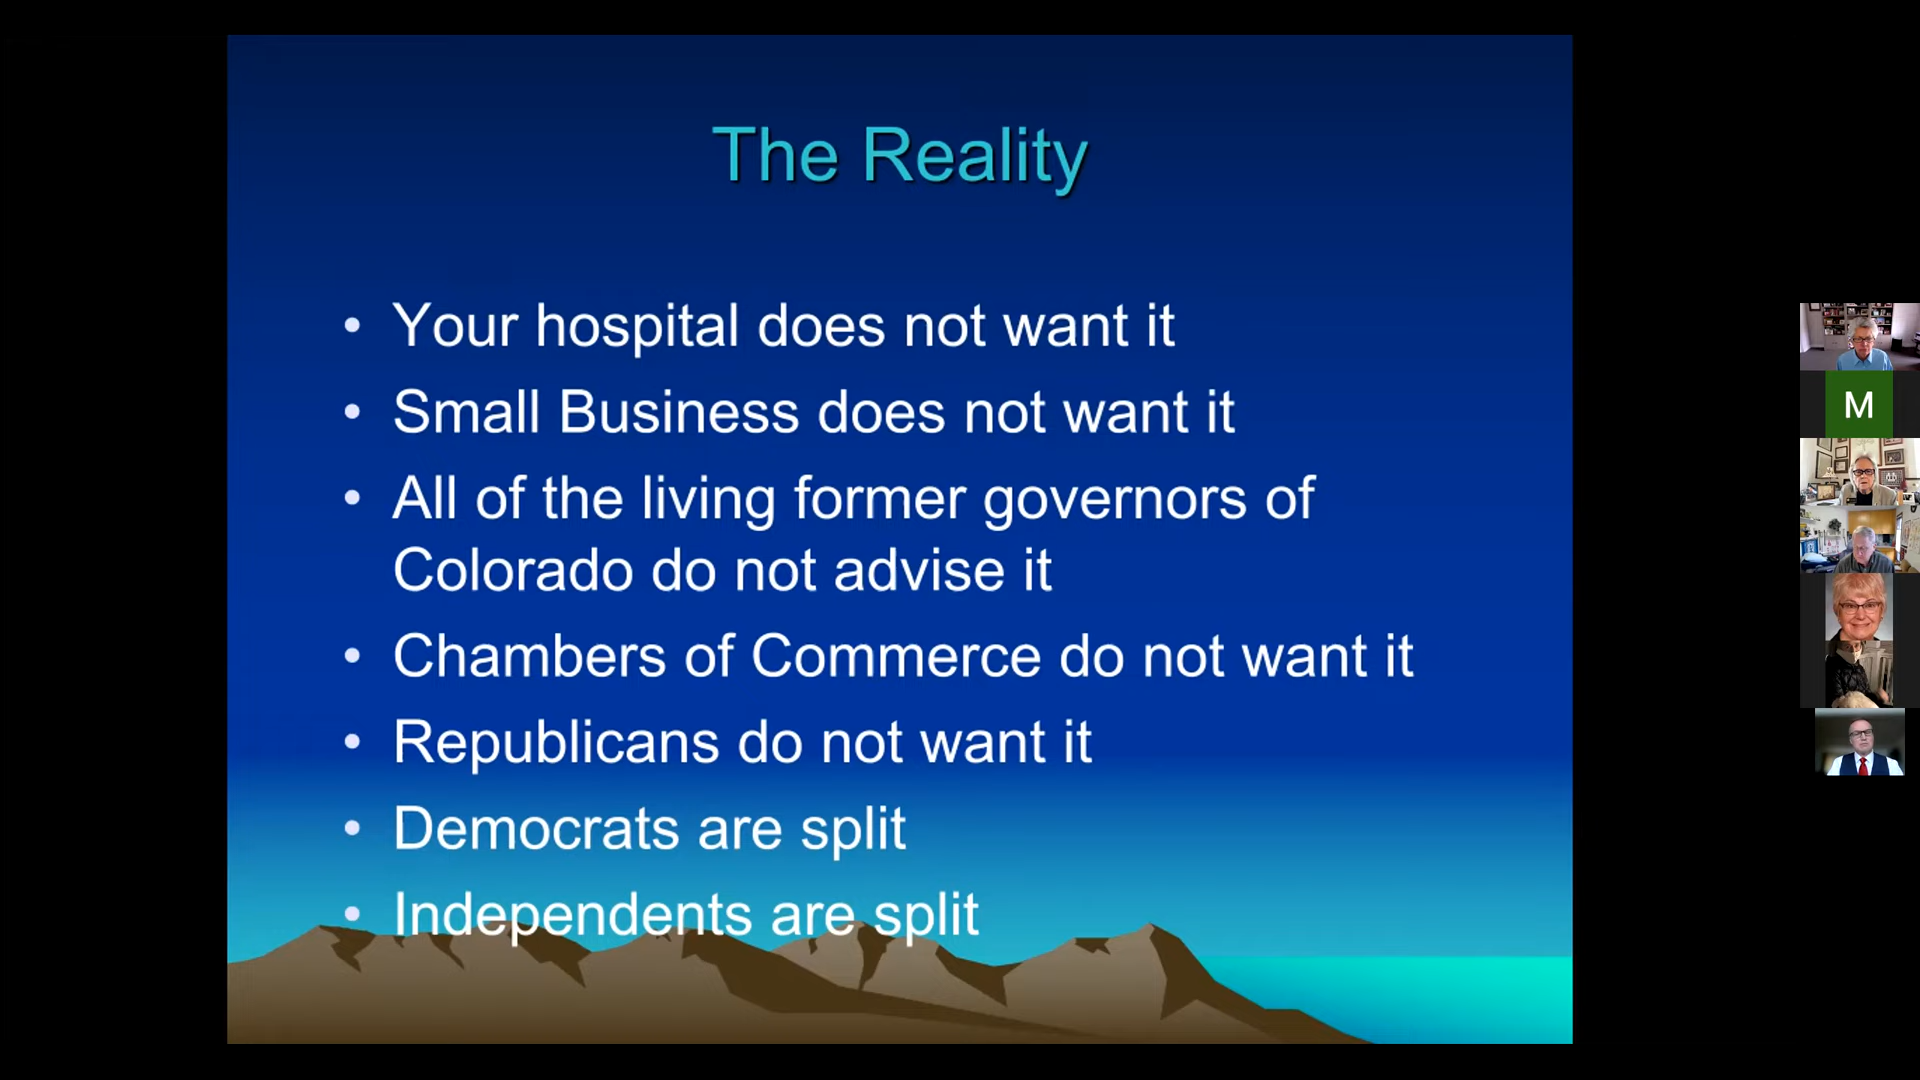 The Reality
• Your hospital does not want it
• Small Business does not want it
• All of the living former governors of
Colorado do not advise it
• Chambers of Commerce do not want it
• Republicans do not want it
• Democrats are split
• Independents are split
M